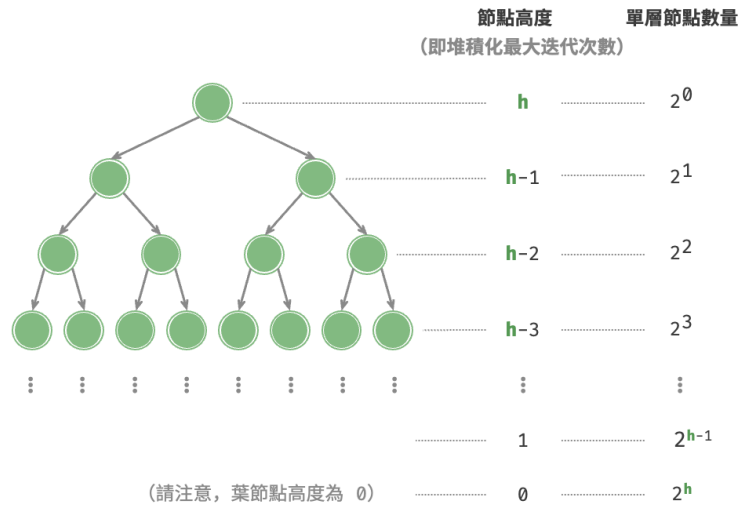 節點高度 單層節點數量
（即堆積化最大迭代次數）
h 2⁰
h-1 2¹
h-2 2²
h-3 2³
1 2ʰ⁻¹
（請注意，葉節點高度為 0） 0 2ʰ